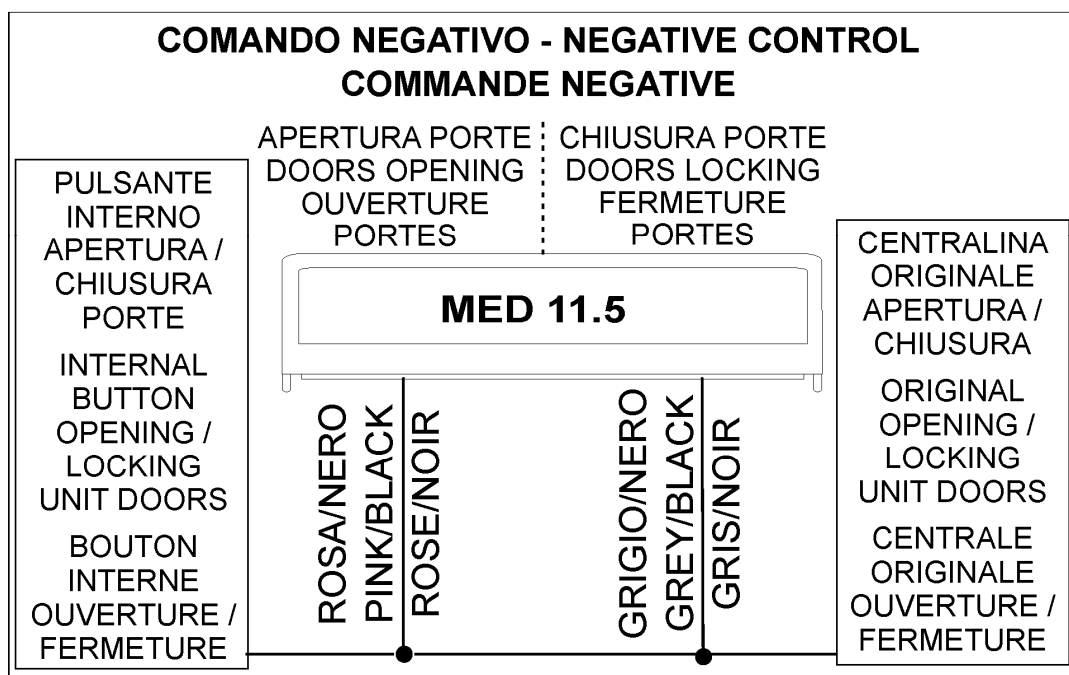 COMANDO NEGATIVO - NEGATIVE CONTROL
COMMANDE NEGATIVE
APERTURA PORTE
DOORS OPENING
OUVERTURE
PORTES
CHIUSURA PORTE
DOORS LOCKING
FERMETURE
PORTES
PULSANTE
INTERNO
APERTURA /
CHIUSURA
PORTE
INTERNAL
BUTTON
OPENING /
LOCKING
UNIT DOORS
BOUTON
INTERNE
OUVERTURE /
FERMETURE
MED 11.5
ROSA/NERO
PINK/BLACK
ROSE/NOIR
GRIGIO/NERO
GREY/BLACK
GRIS/NOIR
CENTRALINA
ORIGINALE
APERTURA /
CHIUSURA
ORIGINAL
OPENING /
LOCKING
UNIT DOORS
CENTRALE
ORIGINALE
OUVERTURE /
FERMETURE